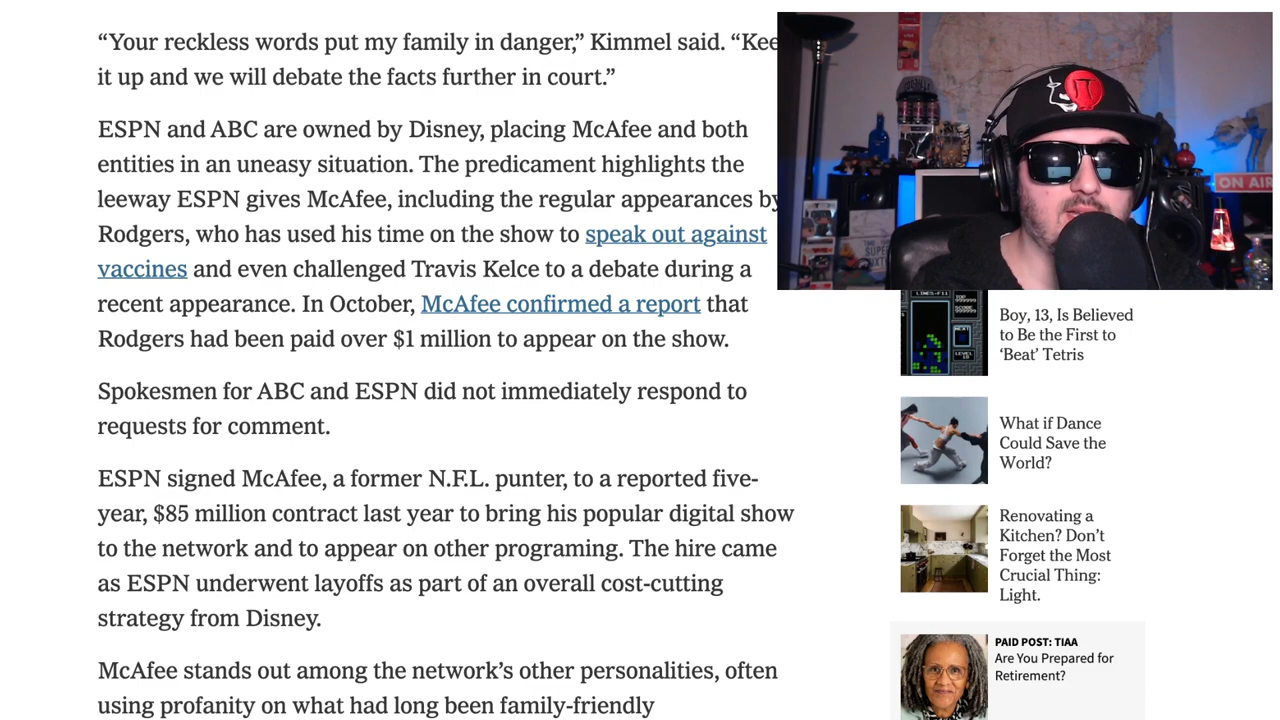 “Your reckless words put my family in danger,” Kimmel said. “Kee
it up and we will debate the facts further in court.”
ESPN and ABC are owned by Disney, placing McAfee and both
entities in an uneasy situation. The predicament highlights the
leeway ESPN gives McAfee, including the regular appearances by
Rodgers, who has used his time on the show to speak out against
vaccines and even challenged Travis Kelce to a debate during a
recent appearance. In October, McAfee confirmed a report that
Rodgers had been paid over $1 million to appear on the show.
Spokesmen for ABC and ESPN did not immediately respond to
requests for comment.
ESPN signed McAfee, a former N.F.L. punter, to a reported five-
year, $85 million contract last year to bring his popular digital show
to the network and to appear on other programing. The hire came
as ESPN underwent layoffs as part of an overall cost-cutting
strategy from Disney.
McAfee stands out among the network’s other personalities, often
using profanity on what had long been family-friendly
ON AIR
Boy, 13, Is Believed
to Be the First to
‘Beat’ Tetris
What if Dance
Could Save the
World?
Renovating a
Kitchen? Don’t
Forget the Most
Crucial Thing:
Light.
PAID POST: TIAA
Are You Prepared for
Retirement?